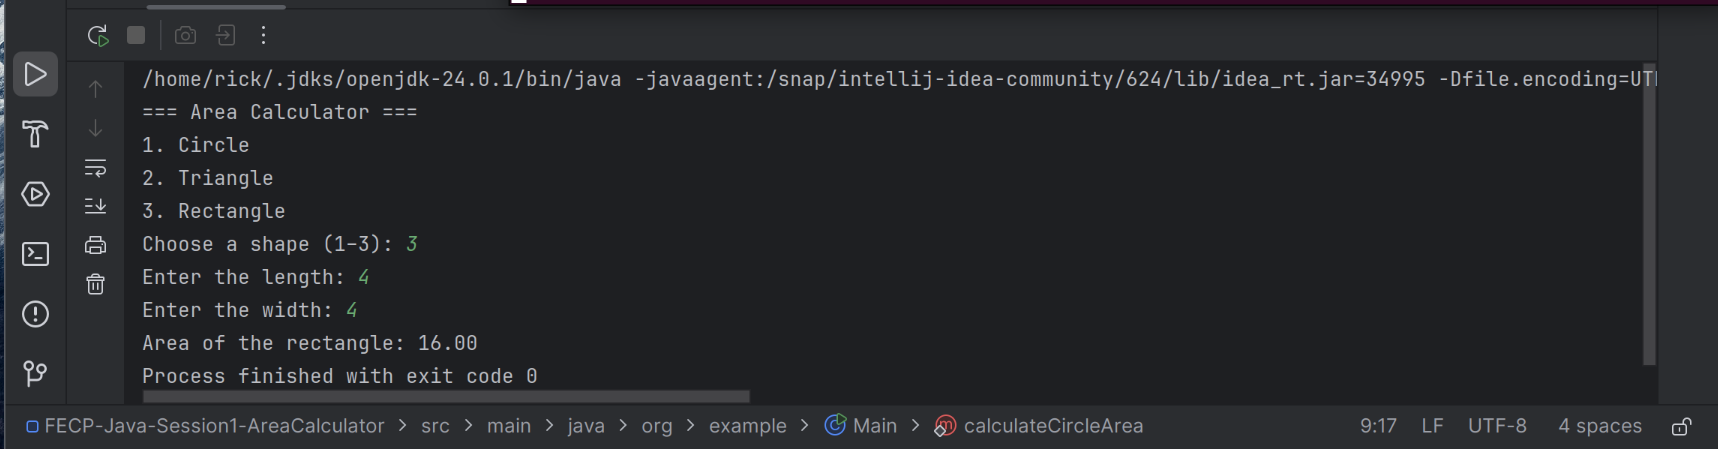 /home/rick/.jdks/openjdk-24.0.1/bin/java -javaagent:/snap/intellij-idea-community/624/lib/idea_rt.jar=34995 -Dfile.encoding=UTF
=== Area Calculator ===
1. Circle
2. Triangle
3. Rectangle
Choose a shape (1-3): 3
Enter the length: 4
Enter the width: 4
Area of the rectangle: 16.00
Process finished with exit code 0
FECP-Java-Session1-AreaCalculator > src > main > java > org > example > Main > calculateCircleArea 9:17 LF UTF-8 4 spaces